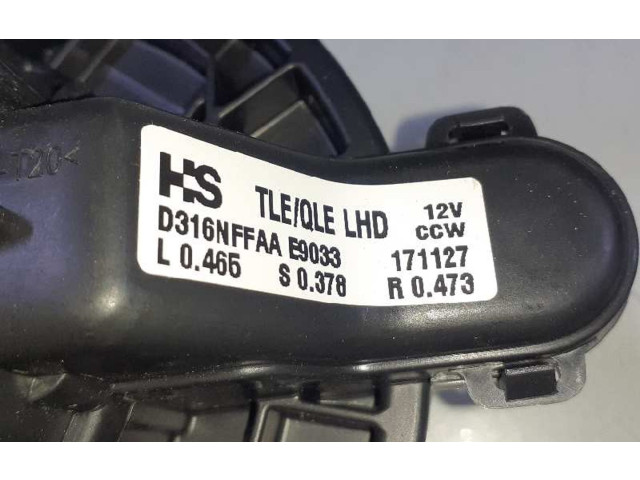 HS TLE/QLE LHD 12V
CCW
D316NFFAA E9033 171127
L 0.465 S 0.378 R 0.473